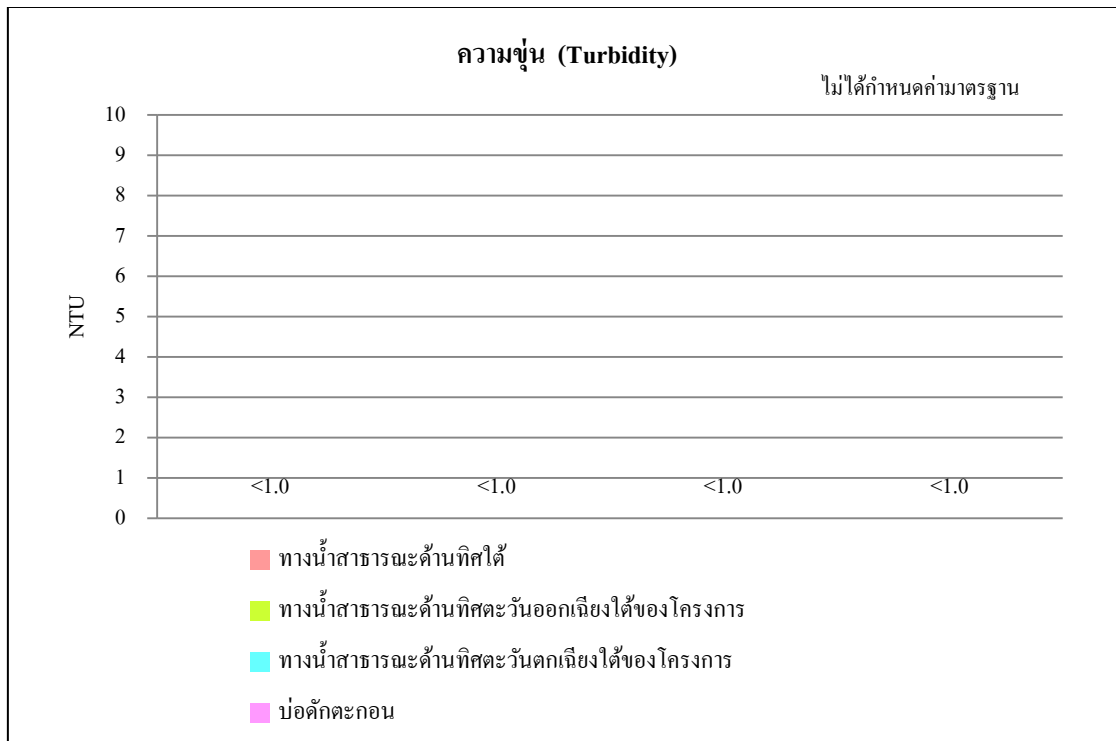 ความขุ่น (Turbidity)
ไม่ได้กำหนดค่ามาตรฐาน
10
9
8
7
6
5
4
3
2
1
0
NTU
<1.0 <1.0 <1.0 <1.0
ทางน้ำสาธารณะด้านทิศใต้
ทางน้ำสาธารณะด้านทิศตะวันออกเฉียงใต้ของโครงการ
ทางน้ำสาธารณะด้านทิศตะวันตกเฉียงใต้ของโครงการ
บ่อดักตะกอน